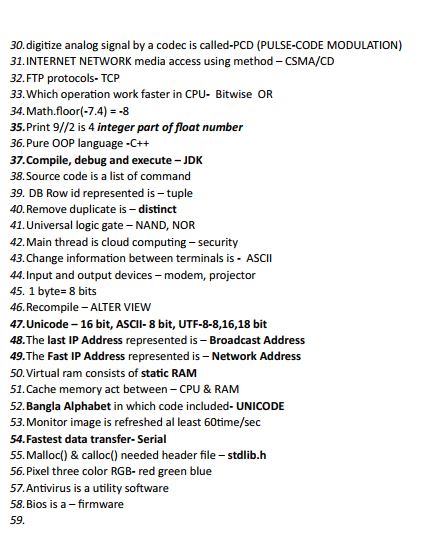 30. digitize analog signal by a codec is called-PCD (PULSE-CODE MODULATION)
31. INTERNET NETWORK media access using method – CSMA/CD
32. FTP protocols- TCP
33. Which operation work faster in CPU- Bitwise OR
34. Math.floor(-7.4) = -8
35. Print 9//2 is 4 integer part of float number
36. Pure OOP language -C++
37. Compile, debug and execute – JDK
38. Source code is a list of command
39. DB Row id represented is – tuple
40. Remove duplicate is – distinct
41. Universal logic gate – NAND, NOR
42. Main thread is cloud computing – security
43. Change information between terminals is - ASCII
44. Input and output devices – modem, projector
45. 1 byte= 8 bits
46. Recompile – ALTER VIEW
47. Unicode – 16 bit, ASCII- 8 bit, UTF-8-8,16,18 bit
48. The last IP Address represented is – Broadcast Address
49. The Fast IP Address represented is – Network Address
50. Virtual ram consists of static RAM
51. Cache memory act between – CPU & RAM
52. Bangla Alphabet in which code included- UNICODE
53. Monitor image is refreshed al least 60time/sec
54. Fastest data transfer- Serial
55. Malloc() & calloc() needed header file – stdlib.h
56. Pixel three color RGB- red green blue
57. Antivirus is a utility software
58. Bios is a – firmware
59.